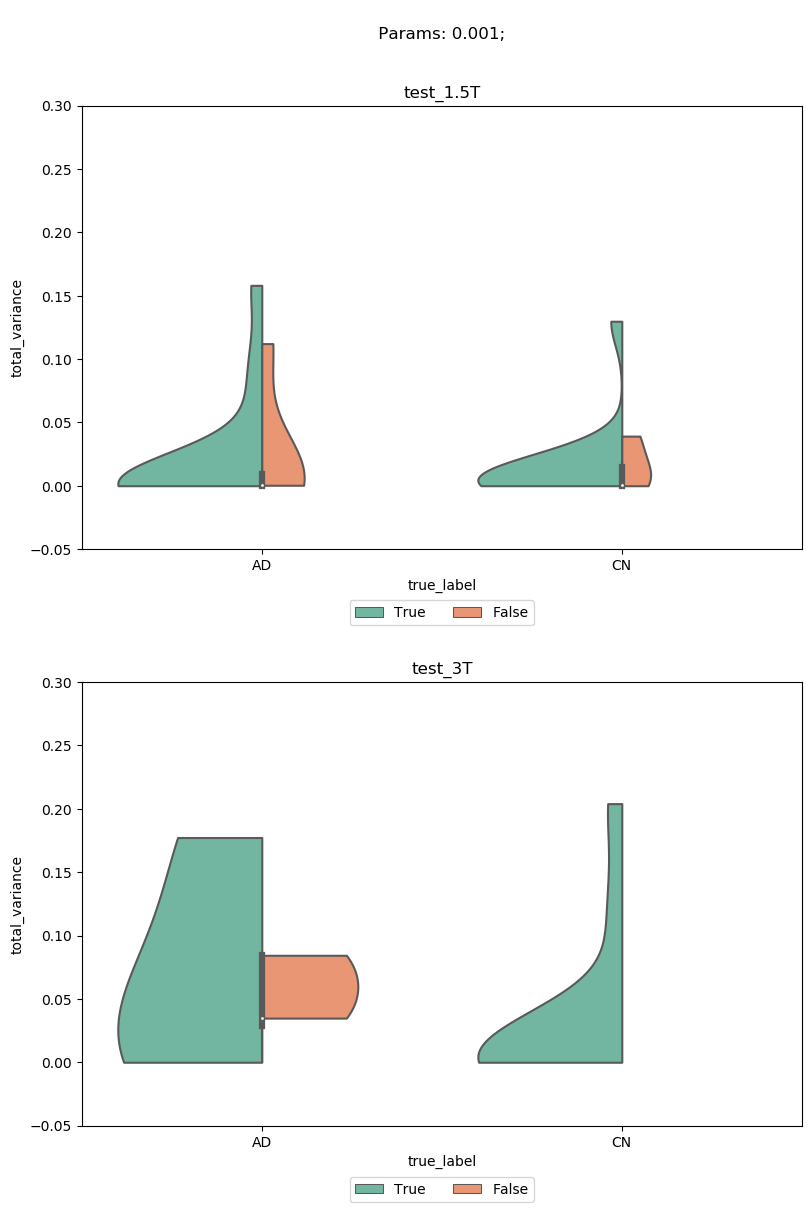 Params: 0.001;
test_1.5T
0.30
0.25
0.20
0.15
0.10
0.05
0.00
−0.05
total_variance
AD CN
true_label
True False
test_3T
0.30
0.25
0.20
0.15
0.10
0.05
0.00
−0.05
total_variance
AD CN
true_label
True False